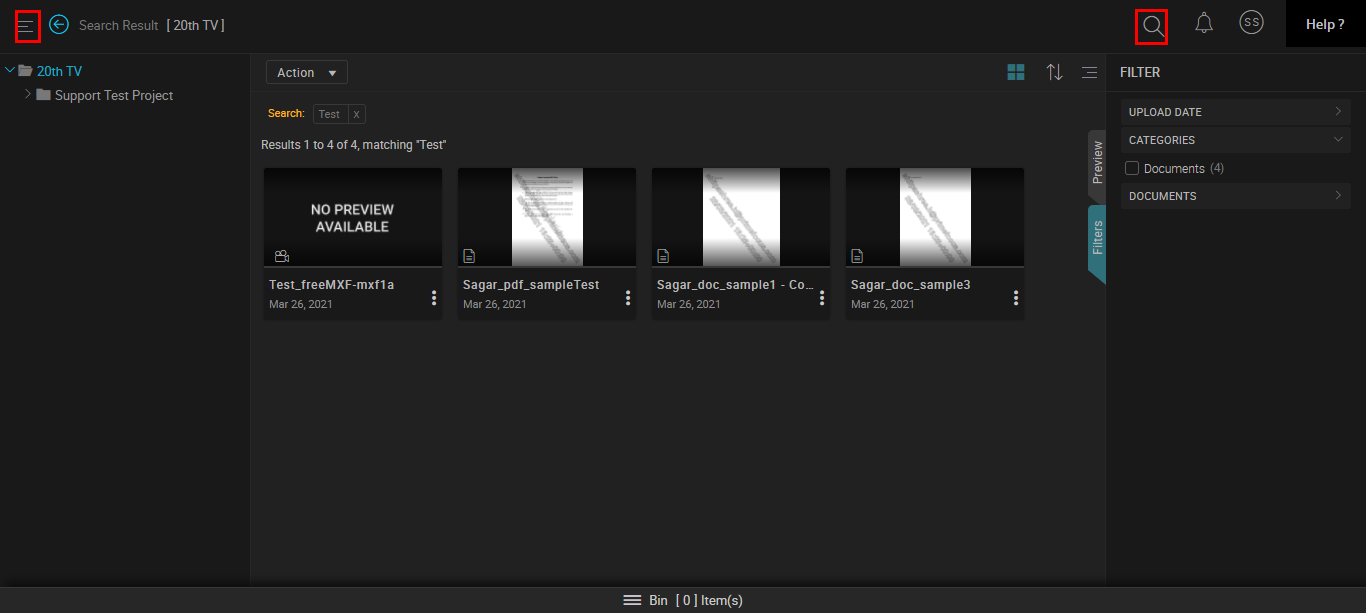 Search Result [ 20th TV ]
SS
Help ?
20th TV
Support Test Project
Action
Search: Test X
Results 1 to 4 of 4, matching "Test"
NO PREVIEW
AVAILABLE
Test_freeMXF-mxf1a
Mar 26, 2021
Sagar_pdf_sampleTest
Mar 26, 2021
Sagar_doc_sample1 - Co...
Mar 26, 2021
Sagar_doc_sample3
Mar 26, 2021
Preview
Filters
FILTER
UPLOAD DATE
CATEGORIES
Documents (4)
DOCUMENTS
Bin [ 0 ] Item(s)